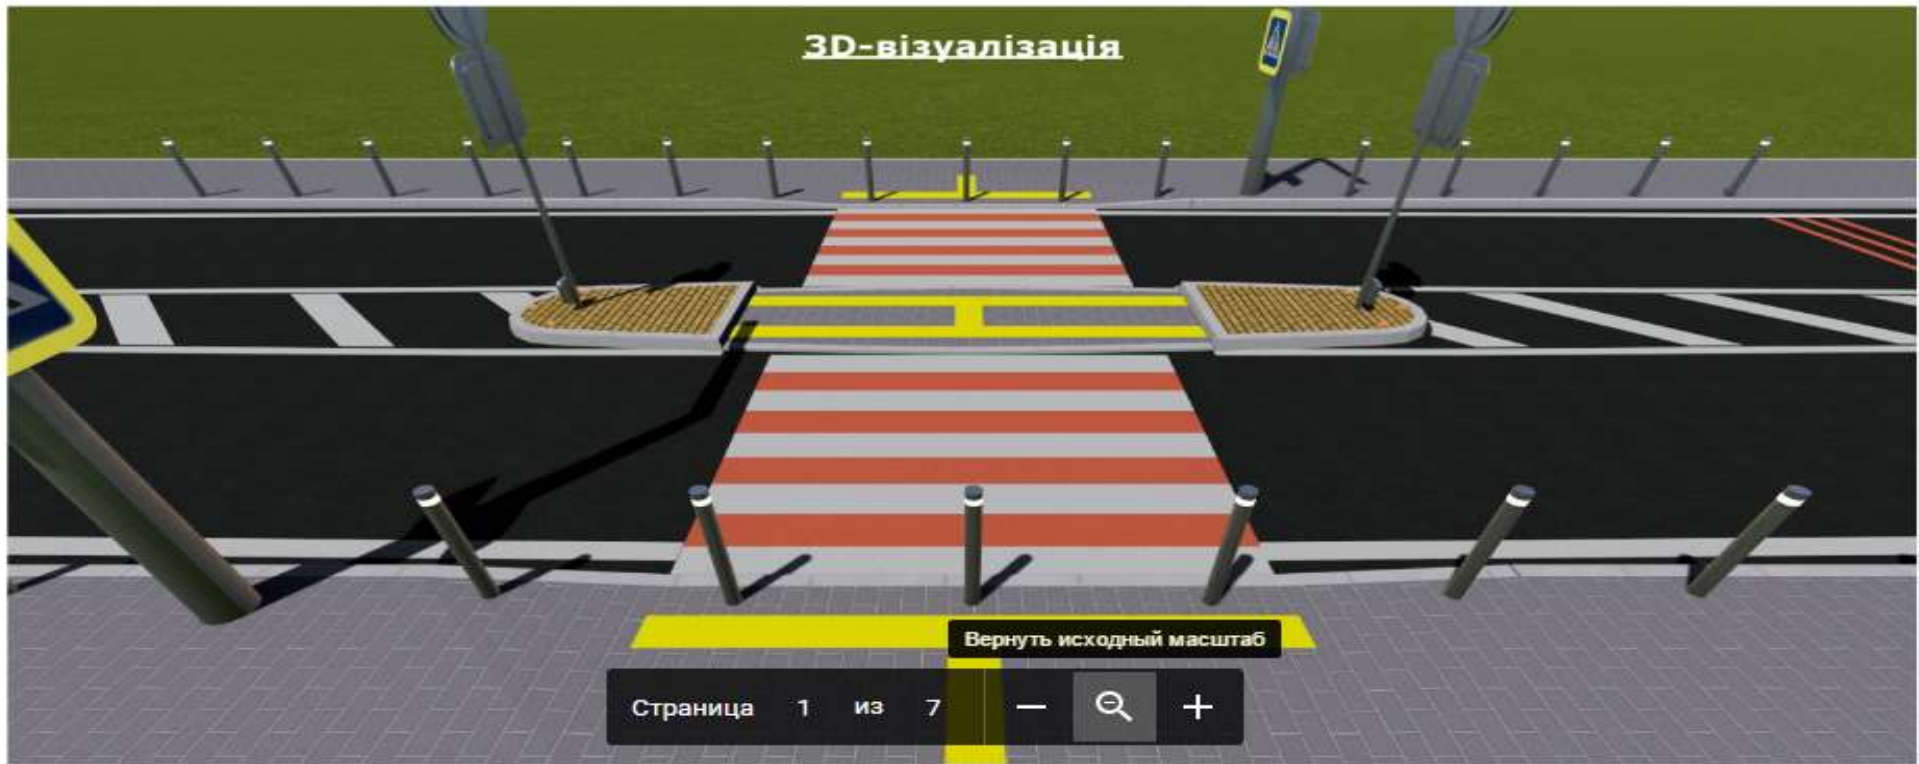 3D-візуалізація
Вернуть исходный масштаб
Страница 1 из 7